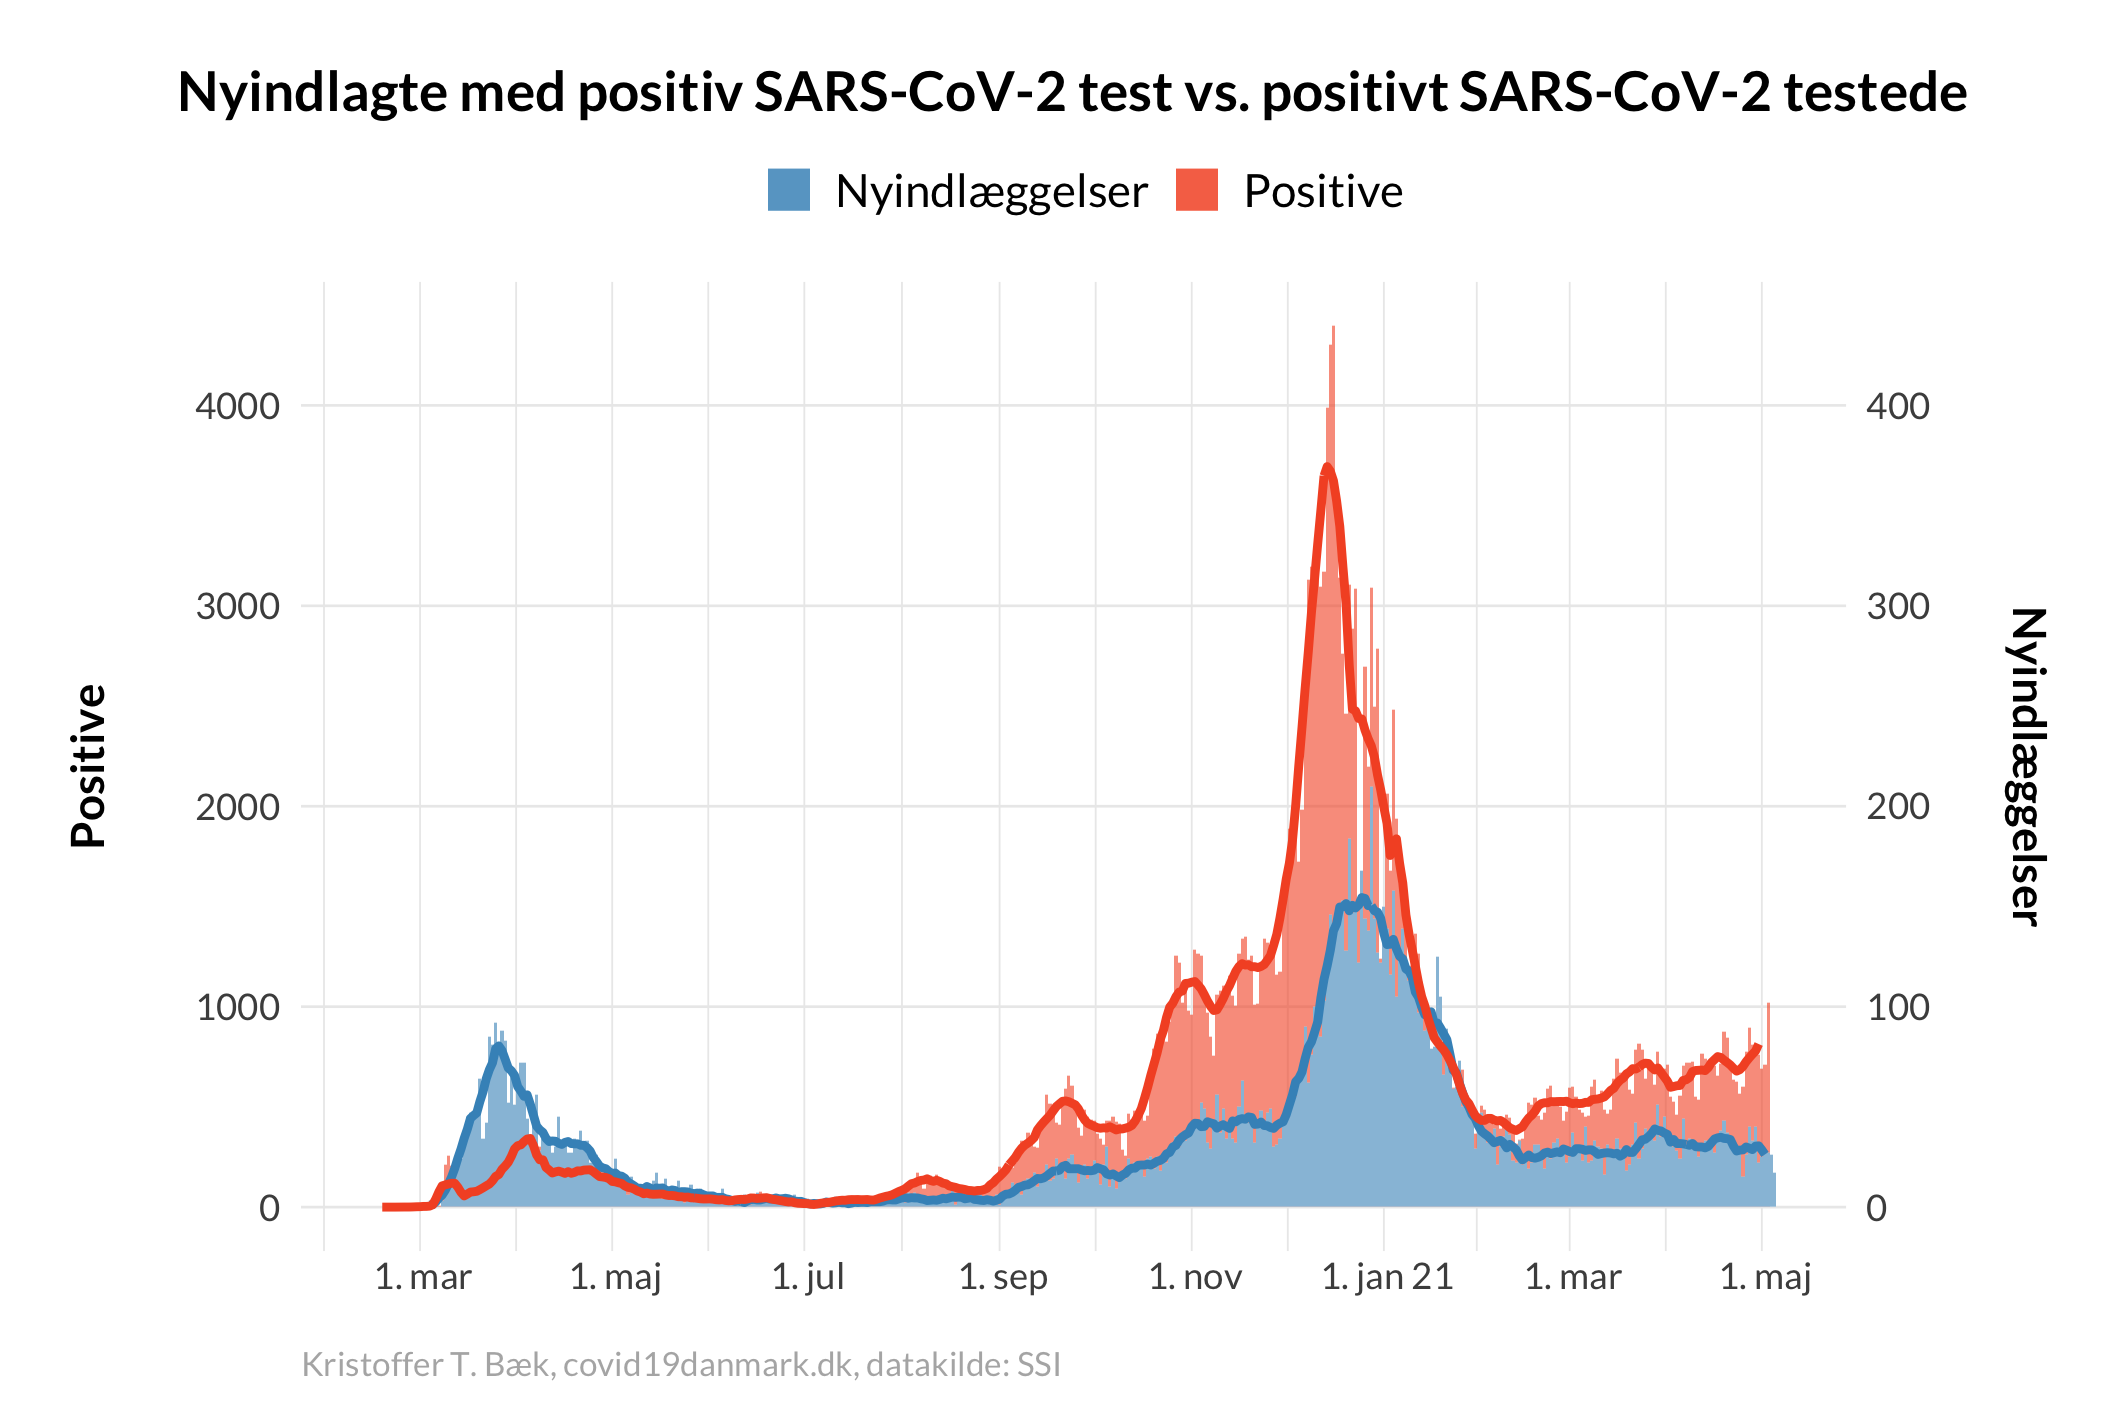 Nyindlagte med positiv SARS-CoV-2 test vs. positivt SARS-CoV-2 testede
Nyindlæggelser
Positive
4000
3000
2000
1000
0
Positive
400
300
200
100
0
Nyindlæggelser
1. mar
1. maj
1. jul
1. sep
1. nov
1. jan 21
1. mar
1. maj
Kristoffer T. Bæk, covid19danmark.dk, datakilde: SSI